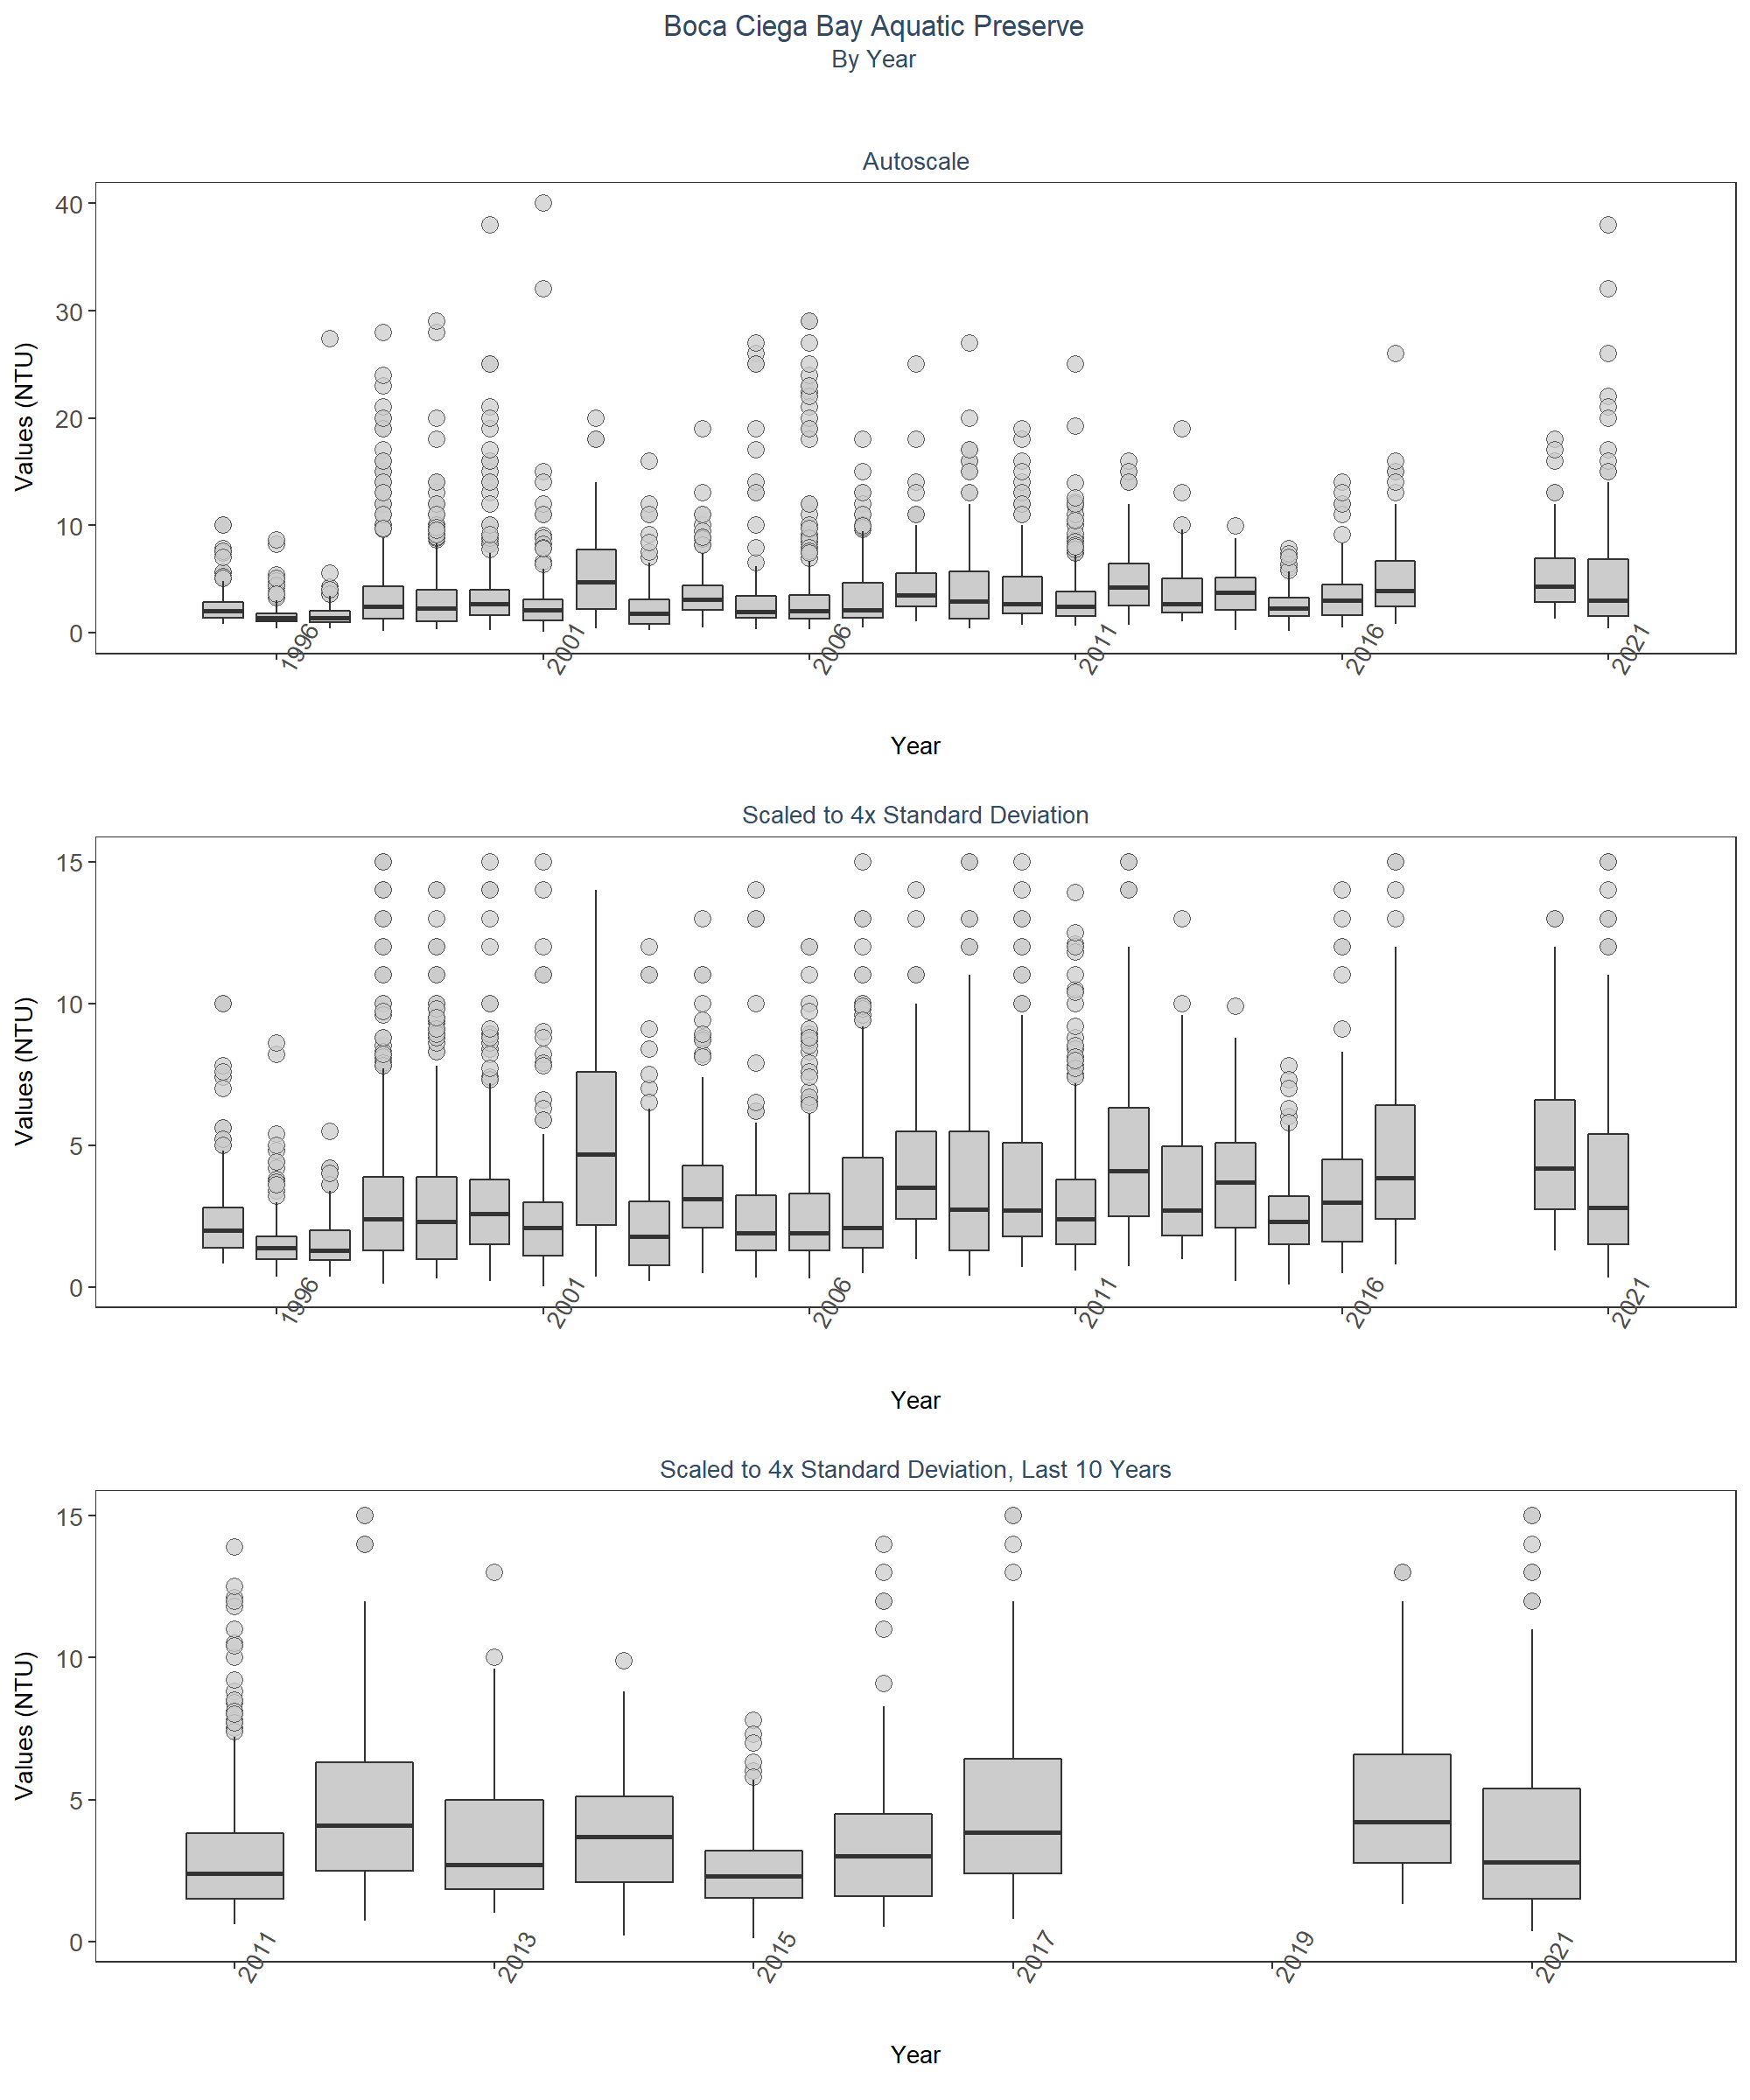 Boca Ciega Bay Aquatic Preserve
By Year
Autoscale
Values (NTU)
40
30
20
10
0
1996
2001
2006
2011
2016
2021
Year
Scaled to 4x Standard Deviation
Values (NTU)
15
10
5
0
1996
2001
2006
2011
2016
2021
Year
Scaled to 4x Standard Deviation, Last 10 Years
Values (NTU)
15
10
5
0
2011
2013
2015
2017
2019
2021
Year